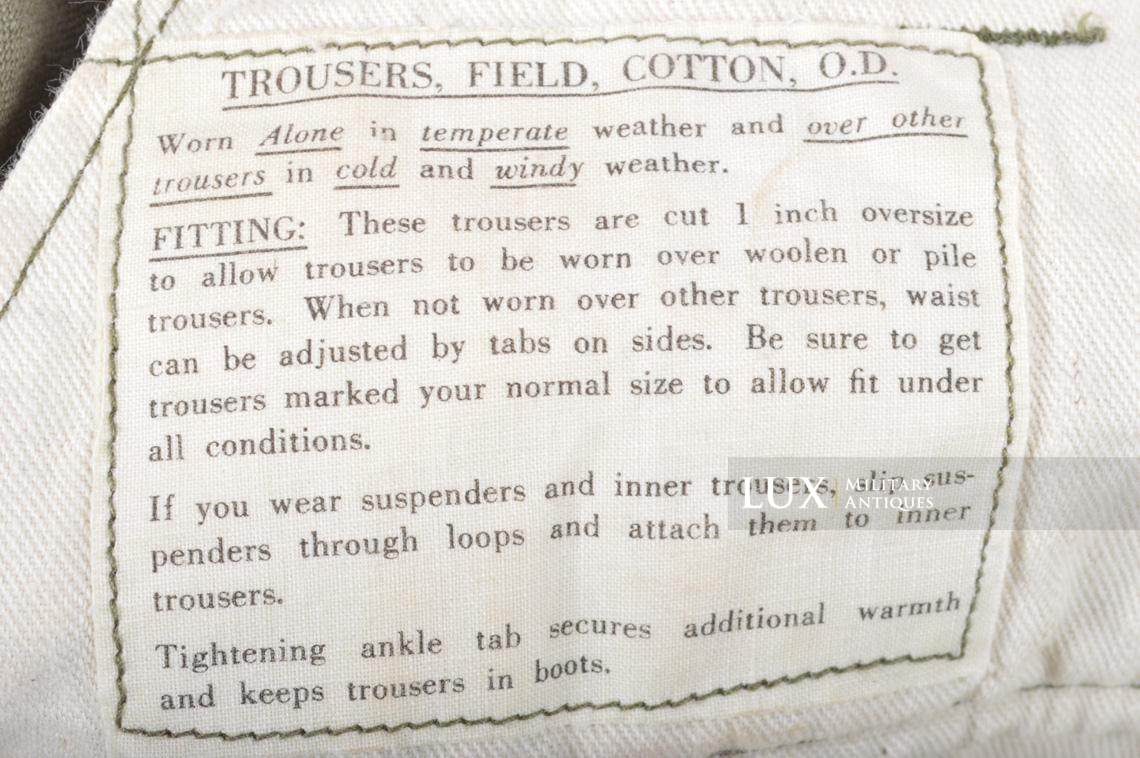 TROUSERS, FIELD, COTTON, O.D.
Worn Alone in temperate weather and over other
trousers in cold and windy weather.
FITTING: These trousers are cut 1 inch oversize
to allow trousers to be worn over woolen or pile
trousers. When not worn over other trousers, waist
can be adjusted by tabs on sides. Be sure to get
trousers marked your normal size to allow fit under
all conditions.
If you wear suspenders and inner trousers, slip sus-
penders through loops and attach them to inner
trousers.
Tightening ankle tab secures additional warmth
and keeps trousers in boots.
LUX MILITARY
ANTIQUES